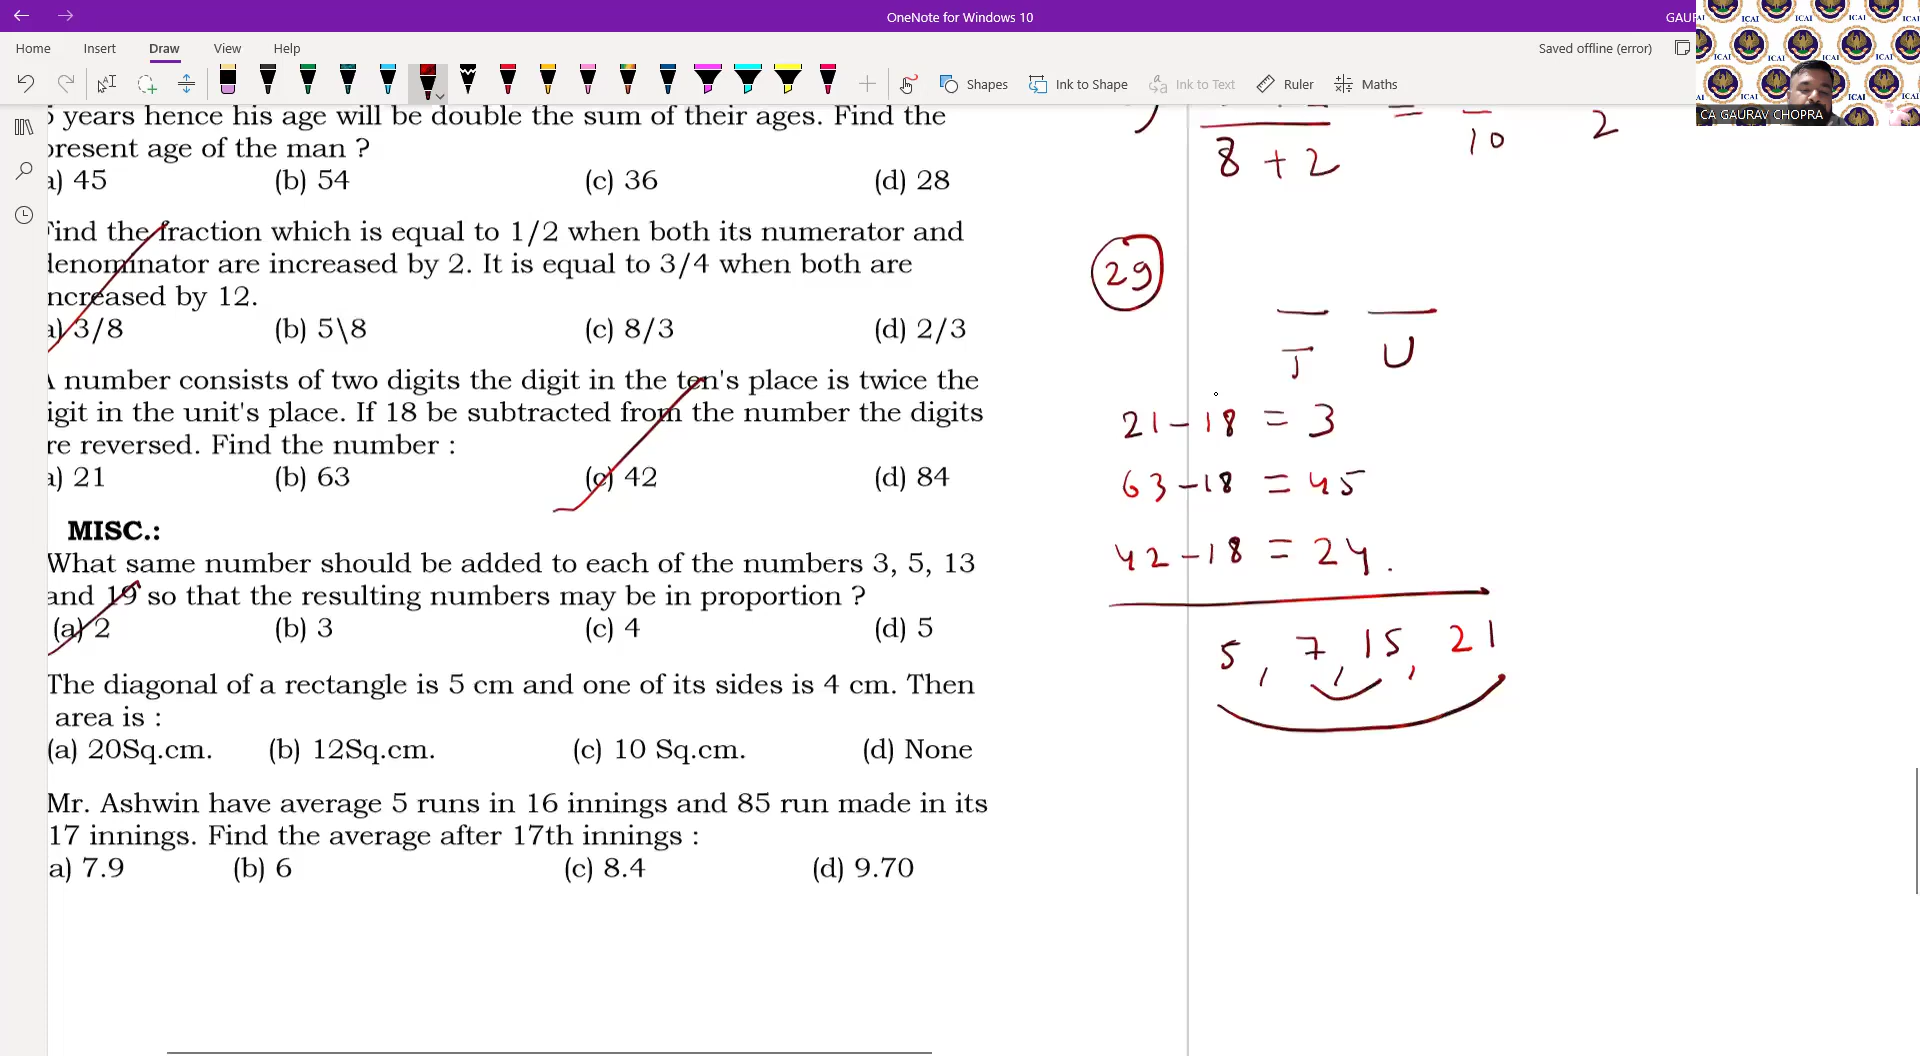 OneNote for Windows 10
Home Insert Draw View Help
Saved offline (error)
Shapes Ink to Shape Ink to Text Ruler Maths
CA GAURAV CHOPRA
years hence his age will be double the sum of their ages. Find the
present age of the man ?
a) 45 (b) 54 (c) 36 (d) 28
Find the fraction which is equal to 1/2 when both its numerator and
denominator are increased by 2. It is equal to 3/4 when both are
increased by 12.
a) 3/8 (b) 5\8 (c) 8/3 (d) 2/3
A number consists of two digits the digit in the ten's place is twice the
digit in the unit's place. If 18 be subtracted from the number the digits
are reversed. Find the number :
a) 21 (b) 63 (c) 42 (d) 84
MISC.:
What same number should be added to each of the numbers 3, 5, 13
and 19 so that the resulting numbers may be in proportion ?
(a) 2 (b) 3 (c) 4 (d) 5
The diagonal of a rectangle is 5 cm and one of its sides is 4 cm. Then
area is :
(a) 20Sq.cm. (b) 12Sq.cm. (c) 10 Sq.cm. (d) None
Mr. Ashwin have average 5 runs in 16 innings and 85 run made in its
17 innings. Find the average after 17th innings :
a) 7.9 (b) 6 (c) 8.4 (d) 9.70
8 + 2 = 10 2
29
T U
21 - 18 = 3
63 - 18 = 45
42 - 18 = 24.
5, 7, 15, 21